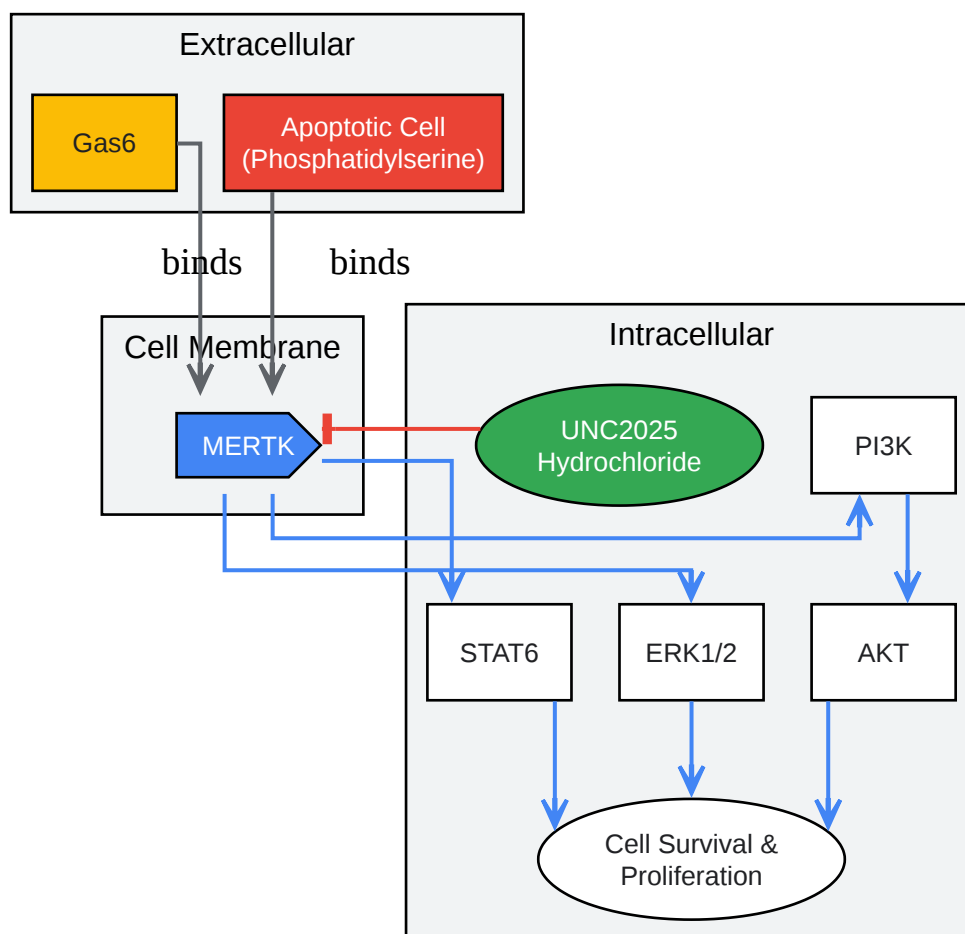 Extracellular
Gas6
Apoptotic Cell
(Phosphatidylserine)
binds
binds
Cell Membrane
MERTK
Intracellular
UNC2025
Hydrochloride
PI3K
STAT6
ERK1/2
AKT
Cell Survival &
Proliferation